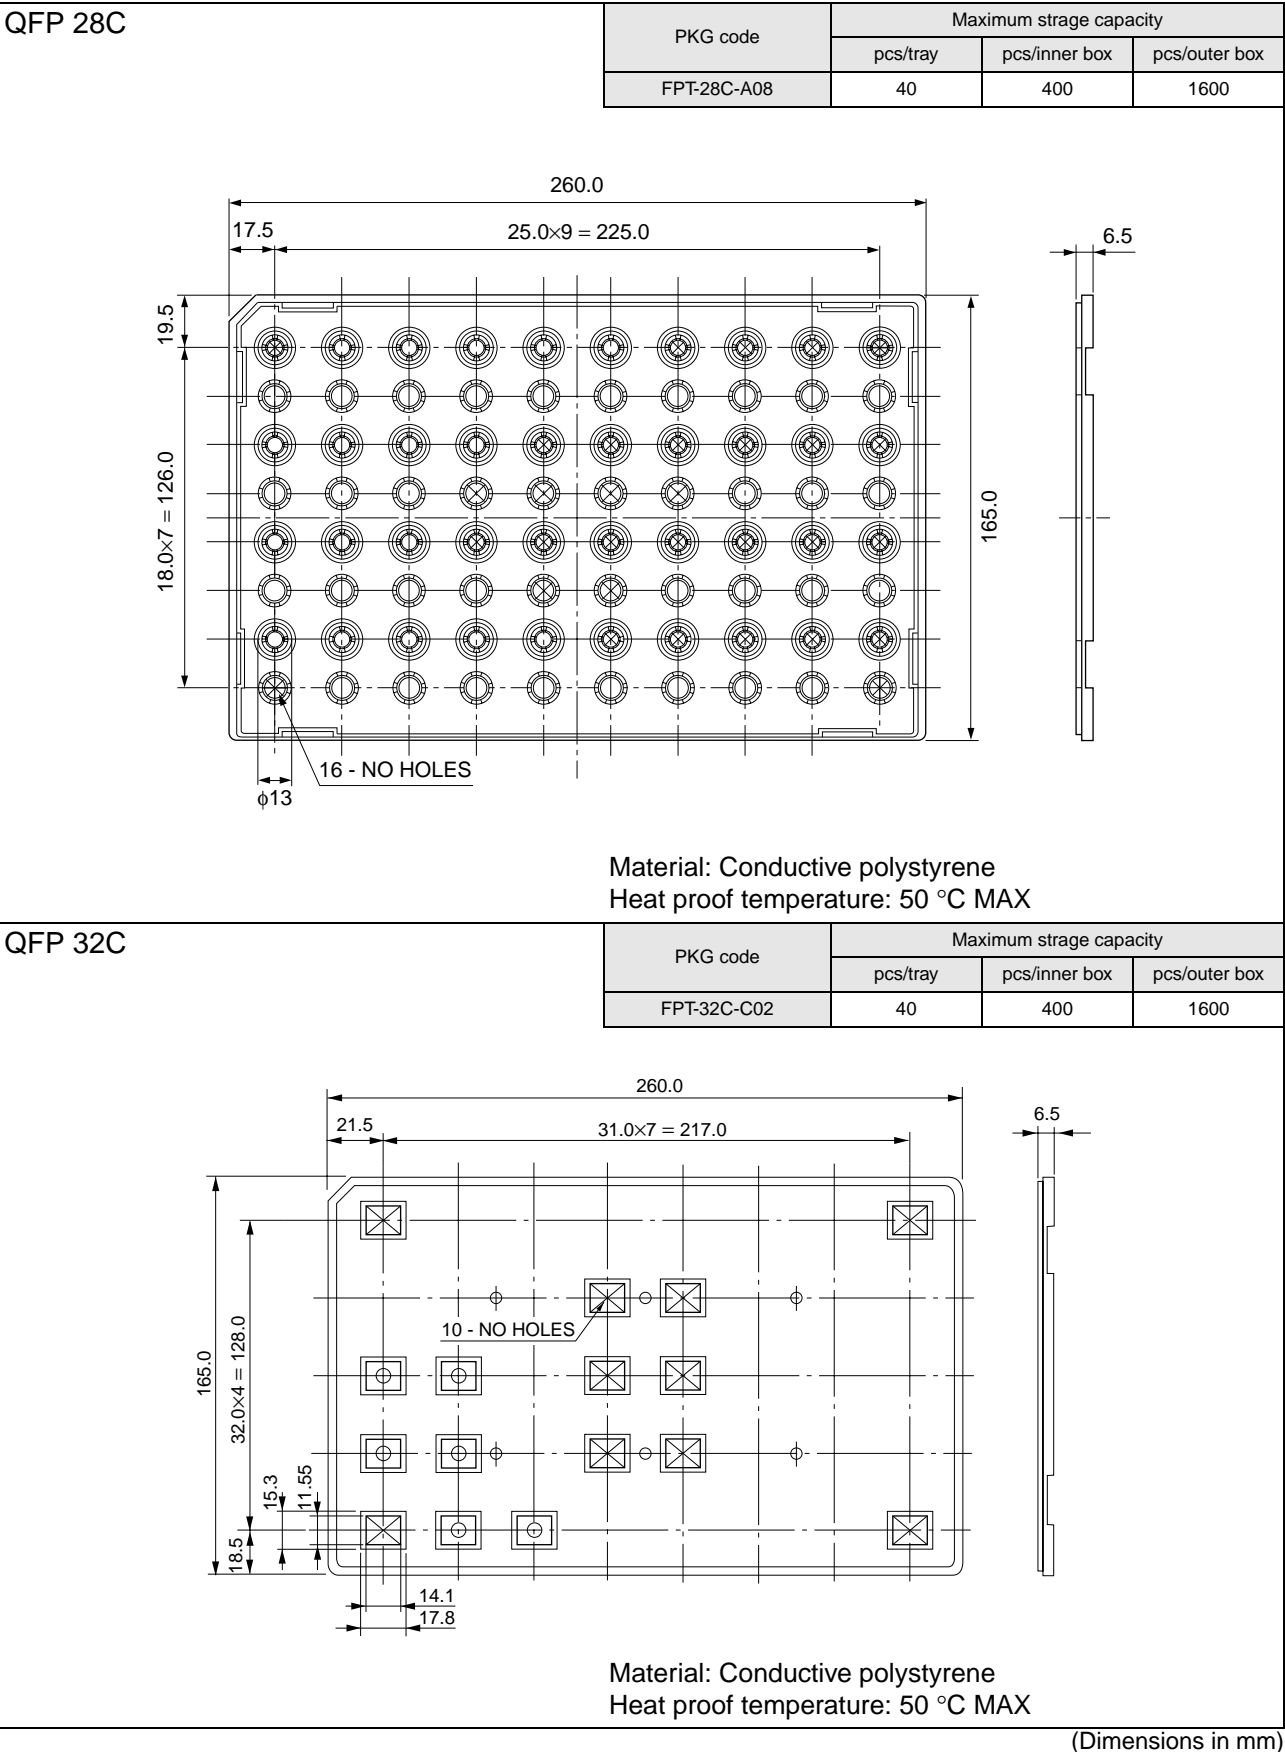 QFP 28C
PKG code
Maximum strage capacity
pcs/tray pcs/inner box pcs/outer box
FPT-28C-A08 40 400 1600
260.0
17.5 25.0×9 = 225.0
6.5
19.5
18.0×7 = 126.0
165.0
16 - NO HOLES
φ13
Material: Conductive polystyrene
Heat proof temperature: 50 °C MAX
QFP 32C
PKG code
Maximum strage capacity
pcs/tray pcs/inner box pcs/outer box
FPT-32C-C02 40 400 1600
260.0
21.5 31.0×7 = 217.0
6.5
165.0
32.0×4 = 128.0
10 - NO HOLES
15.3
11.55
18.5
14.1
17.8
Material: Conductive polystyrene
Heat proof temperature: 50 °C MAX
(Dimensions in mm)